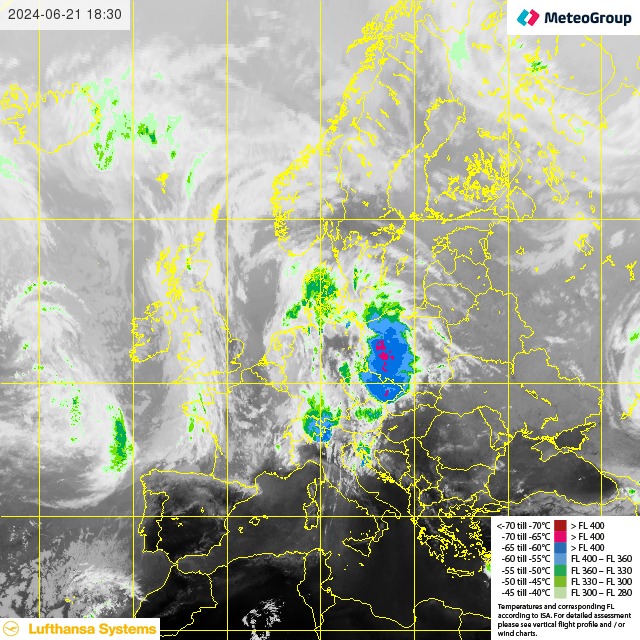 2024-06-21 18:30
MeteoGroup
<-70 till -70°C > FL 400
-70 till -65°C > FL 400
-65 till -60°C > FL 400
-60 till -55°C FL 400 – FL 360
-55 till -50°C FL 360 – FL 330
-50 till -45°C FL 330 – FL 300
-45 till -40°C FL 300 – FL 280
Temperatures and corresponding FL
according to ISA. For detailed assessment
please see vertical flight profile and / or
wind charts.
Lufthansa Systems